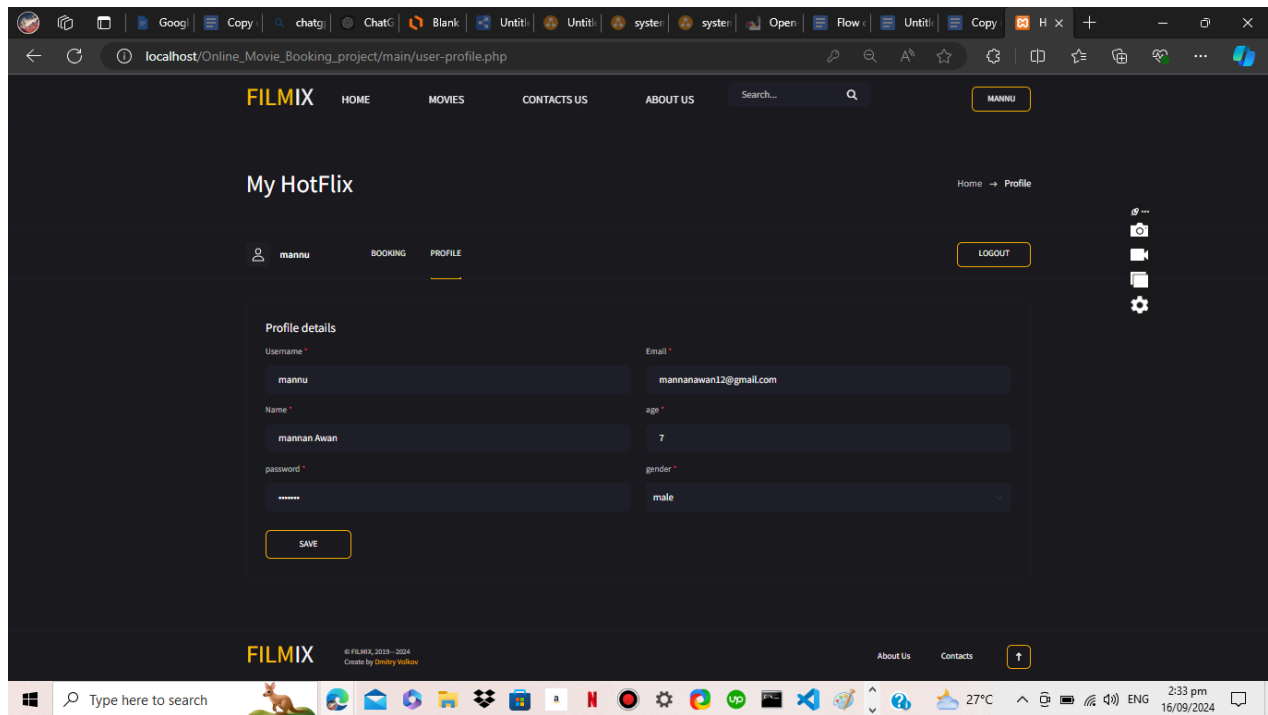 Googl
Copy
chatg
ChatG
Blank
Untitl
Untitl
system
system
Open
Flow c
Untitl
Copy
H
localhost/Online_Movie_Booking_project/main/user-profile.php
FILMIX HOME MOVIES CONTACTS US ABOUT US Search... MANNU
My HotFlix Home → Profile
mannu BOOKING PROFILE LOGOUT
Profile details
Username * Email *
mannu mannanawan12@gmail.com
Name * age *
mannan Awan 7
password * gender *
••••••• male
SAVE
FILMIX © FILMIX, 2019—2024 About Us Contacts
Create by Dmitry Volkov
Type here to search 27°C ENG 2:33 pm
16/09/2024